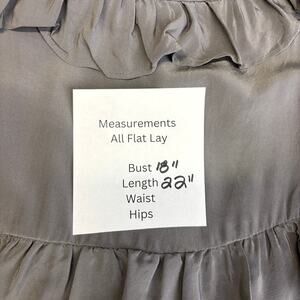 Measurements
All Flat Lay
Bust 18"
Length 22"
Waist
Hips